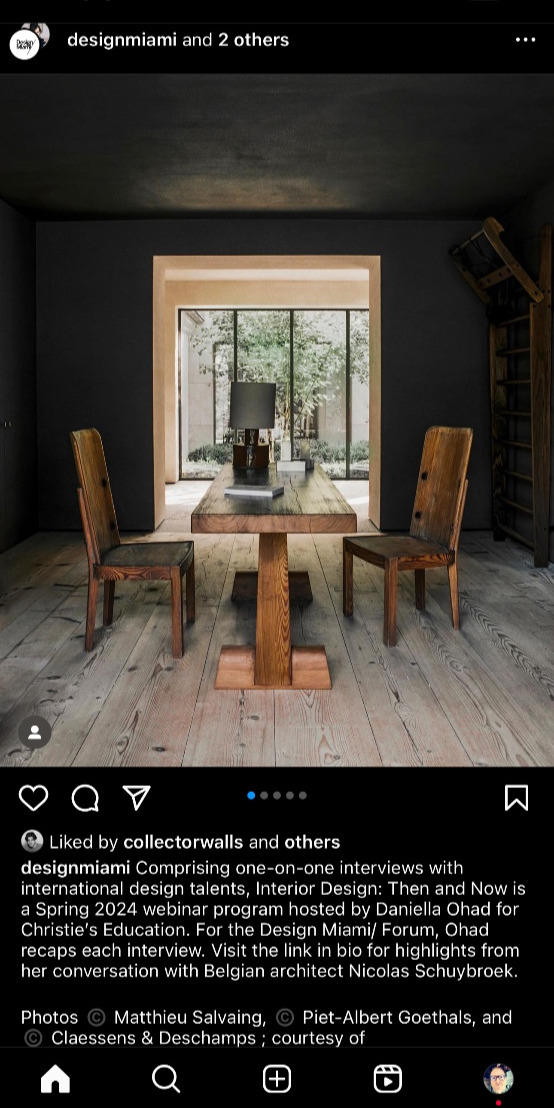 Design
Miami/
designmiami and 2 others
Liked by collectorwalls and others
designmiami Comprising one-on-one interviews with
international design talents, Interior Design: Then and Now is
a Spring 2024 webinar program hosted by Daniella Ohad for
Christie's Education. For the Design Miami/ Forum, Ohad
recaps each interview. Visit the link in bio for highlights from
her conversation with Belgian architect Nicolas Schuybroek.
Photos © Matthieu Salvaing, © Piet-Albert Goethals, and
© Claessens & Deschamps ; courtesy of